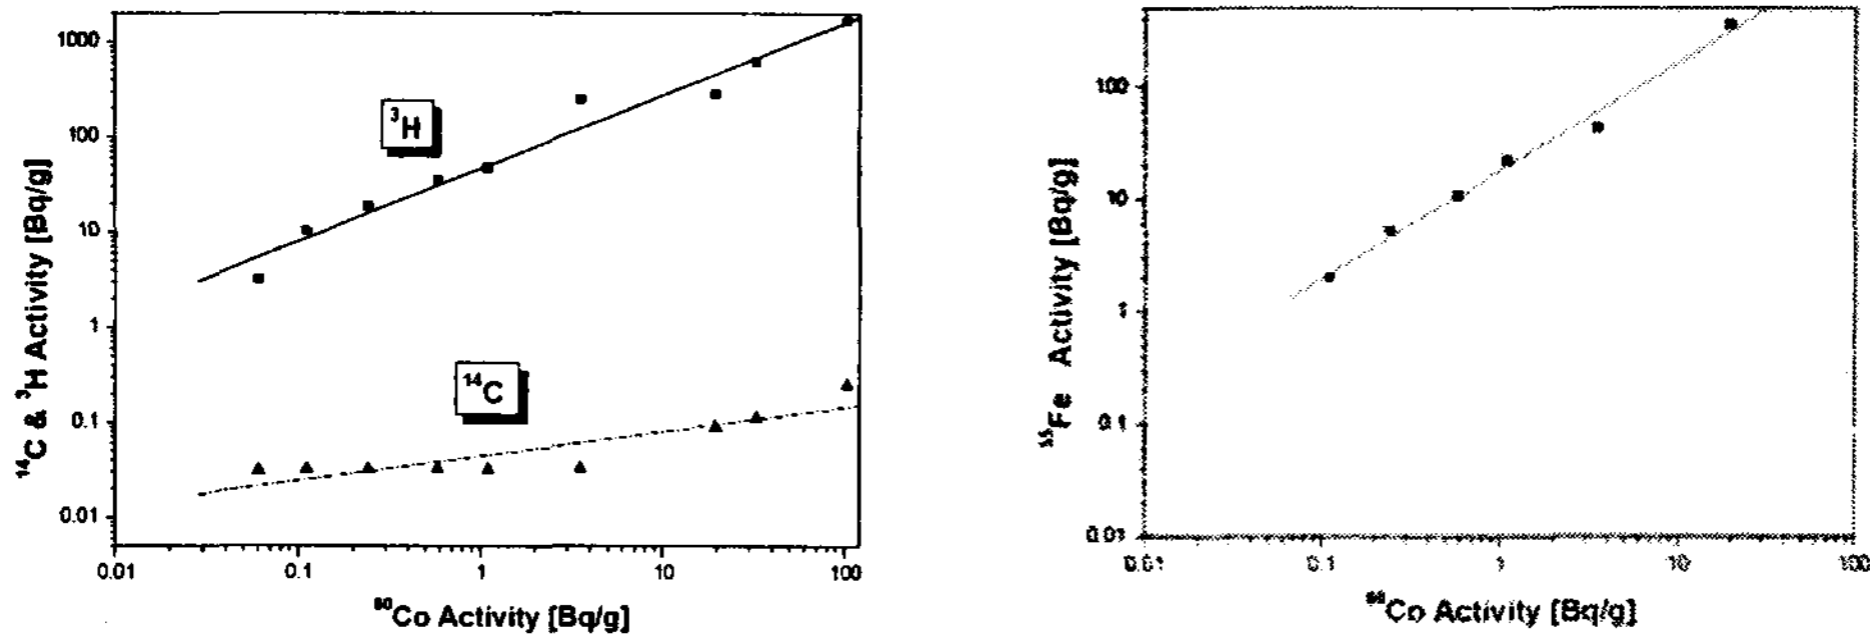 1000
100
10
1
0.1
0.01
0.01 0.1 1 10 100
³H
¹⁴C
¹⁴C & ³H Activity [Bq/g]
⁶⁰Co Activity [Bq/g]
100
10
1
0.1
0.01
0.01 0.1 1 10 100
⁵⁵Fe Activity [Bq/g]
⁶⁰Co Activity [Bq/g]